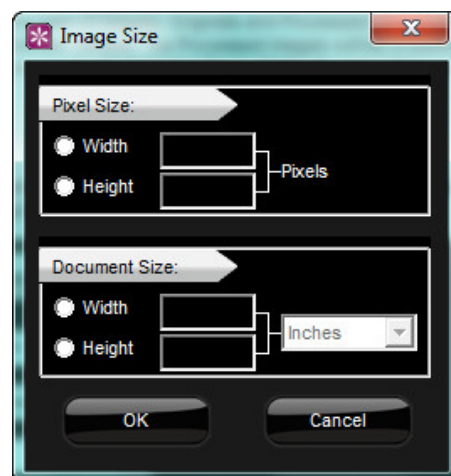 Image Size
Pixel Size:
Width
Height
Pixels
Document Size:
Width
Height
Inches
OK
Cancel